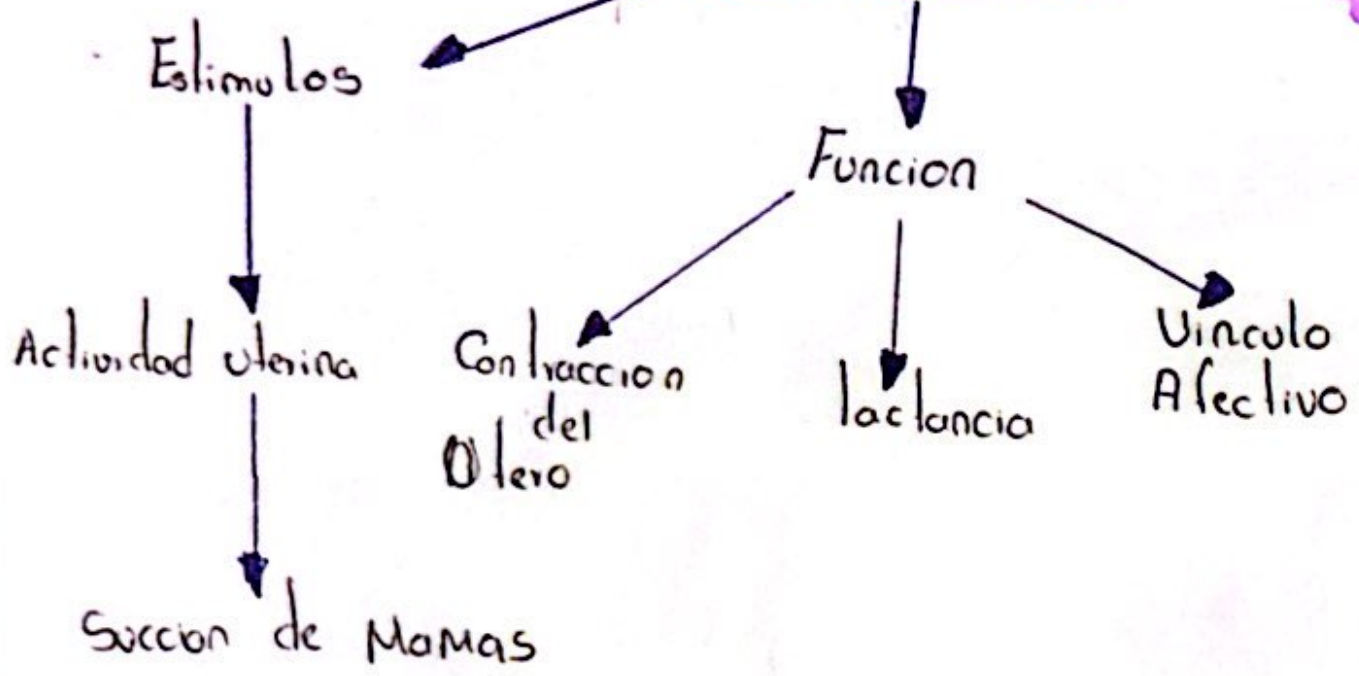 Estimulos
Funcion
Actividad uterina
Contraccion
del
Utero
lactancia
Vinculo
Afectivo
Succion de Mamas